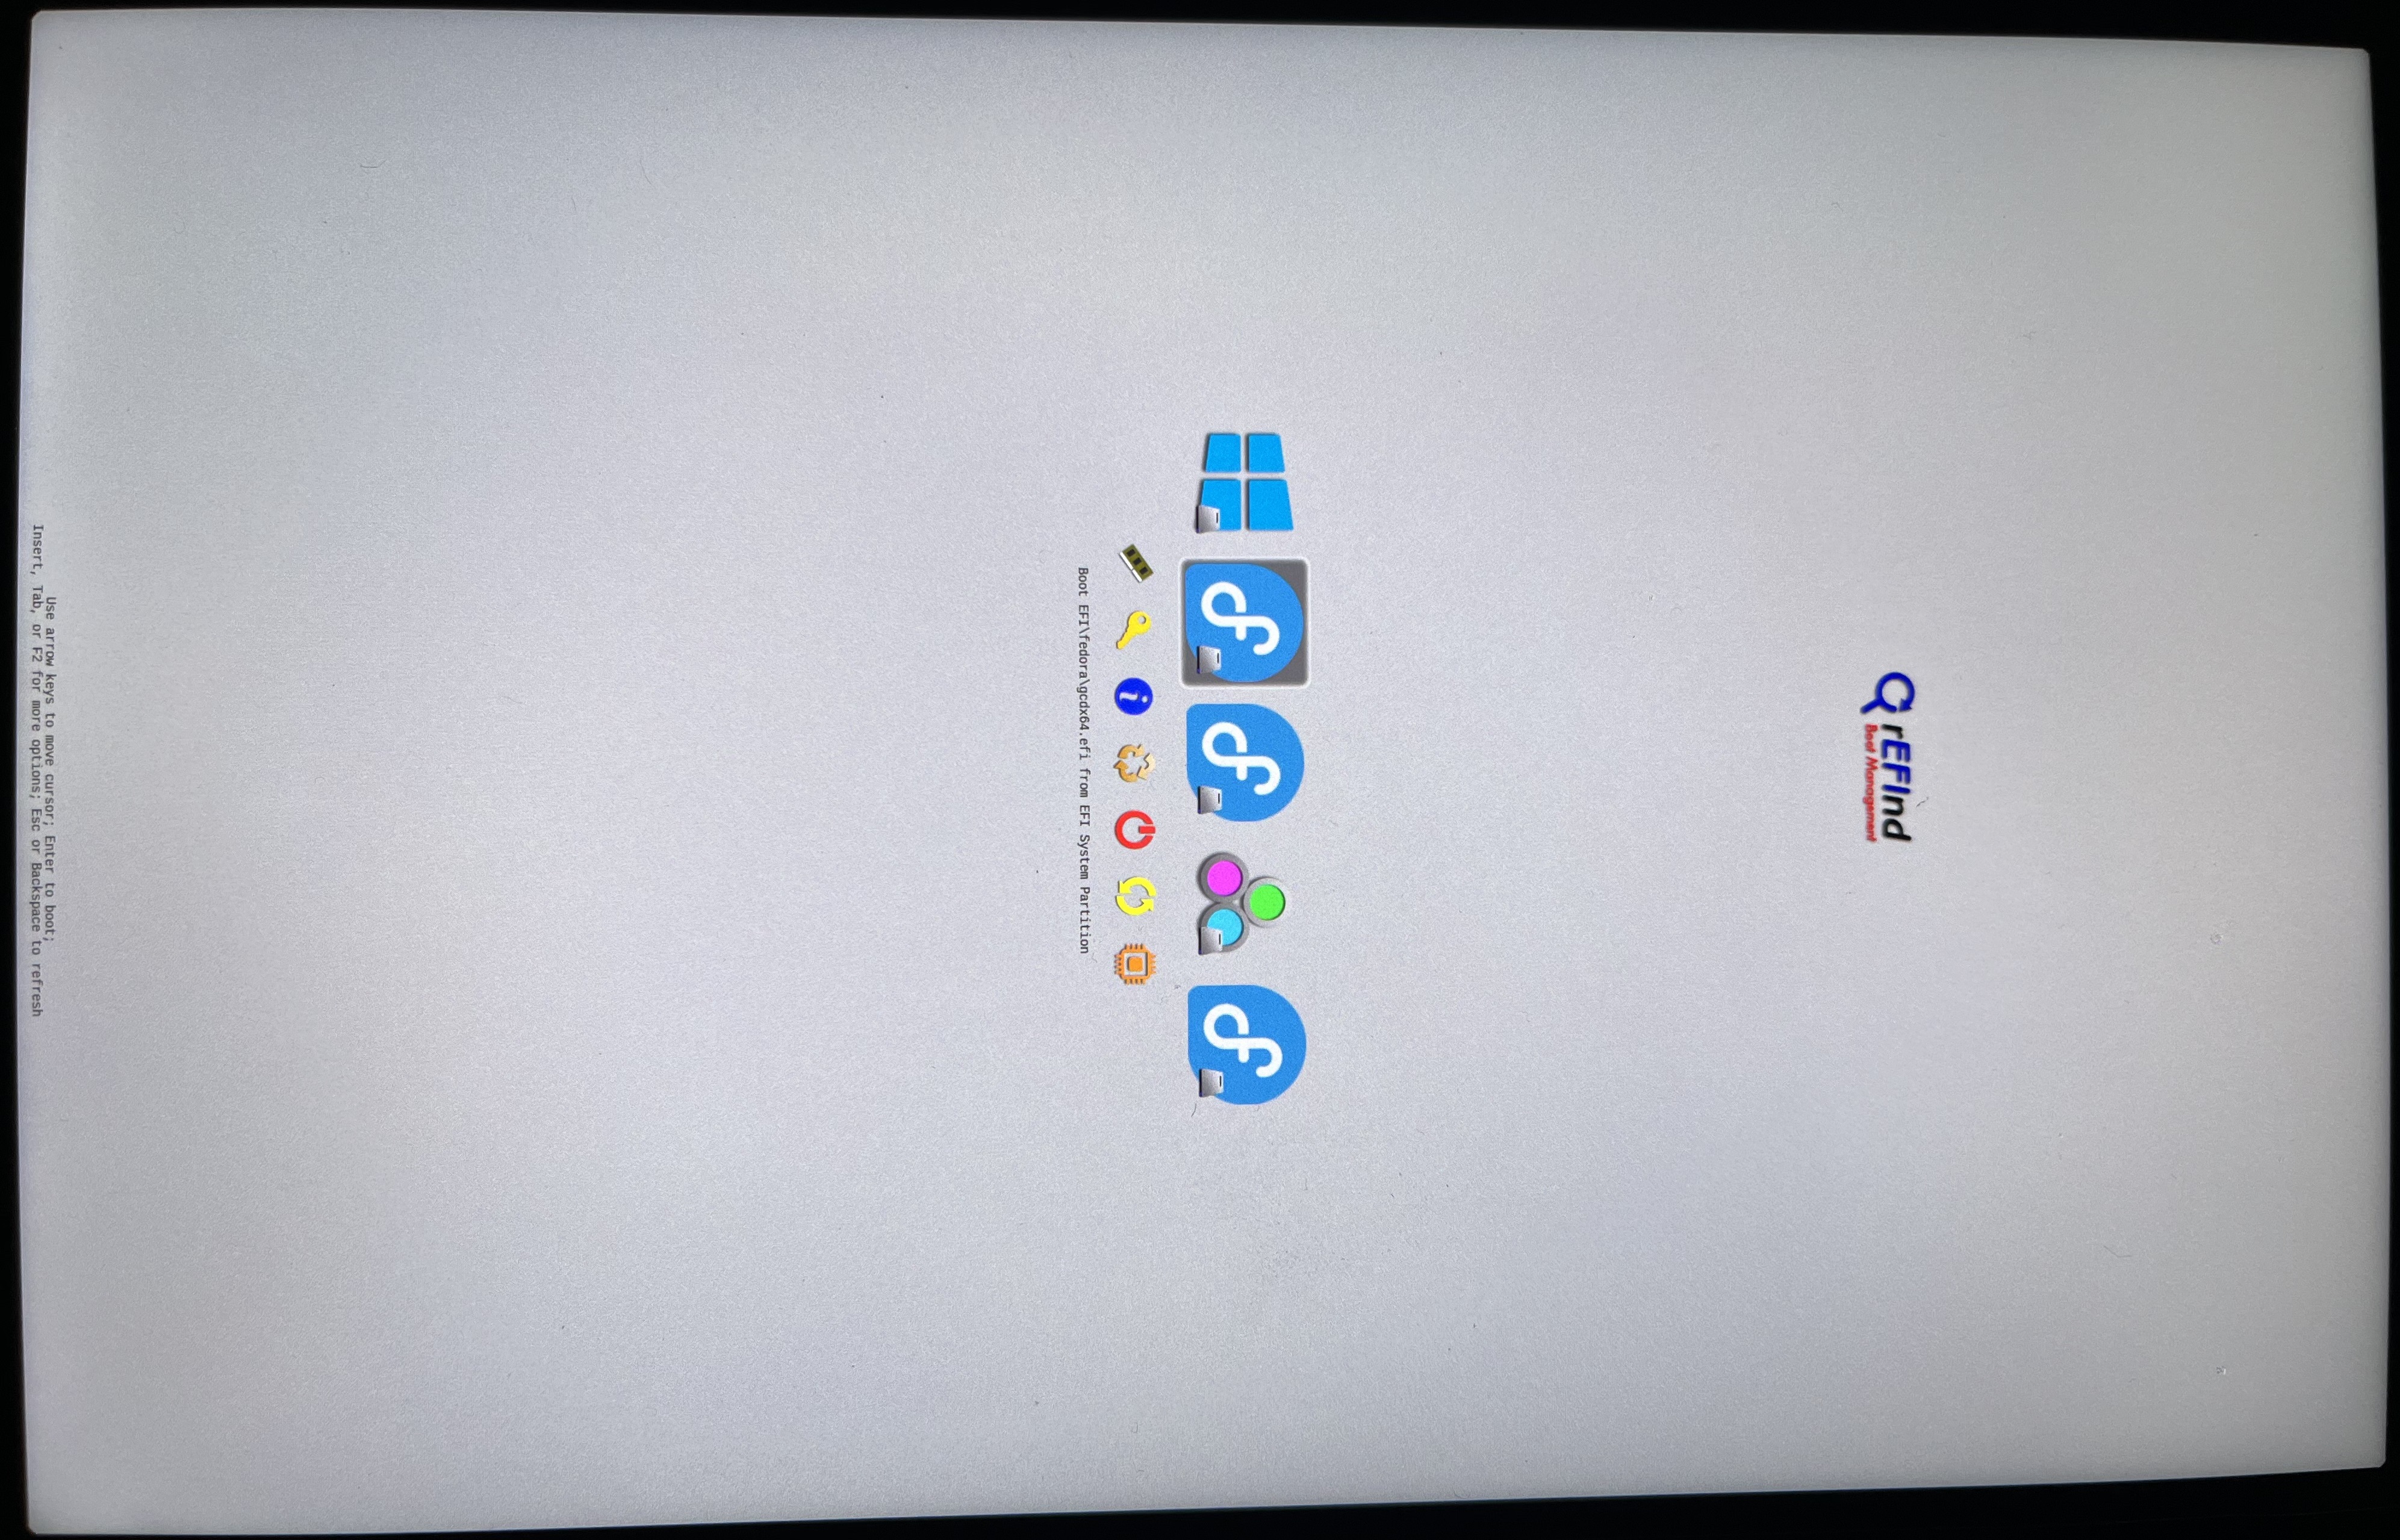 rEFInd
Boot Management
Boot EFI\fedora\gcdx64.efi from EFI System Partition
Use arrow keys to move cursor; Enter to boot;
Insert, Tab, or F2 for more options; Esc or Backspace to refresh